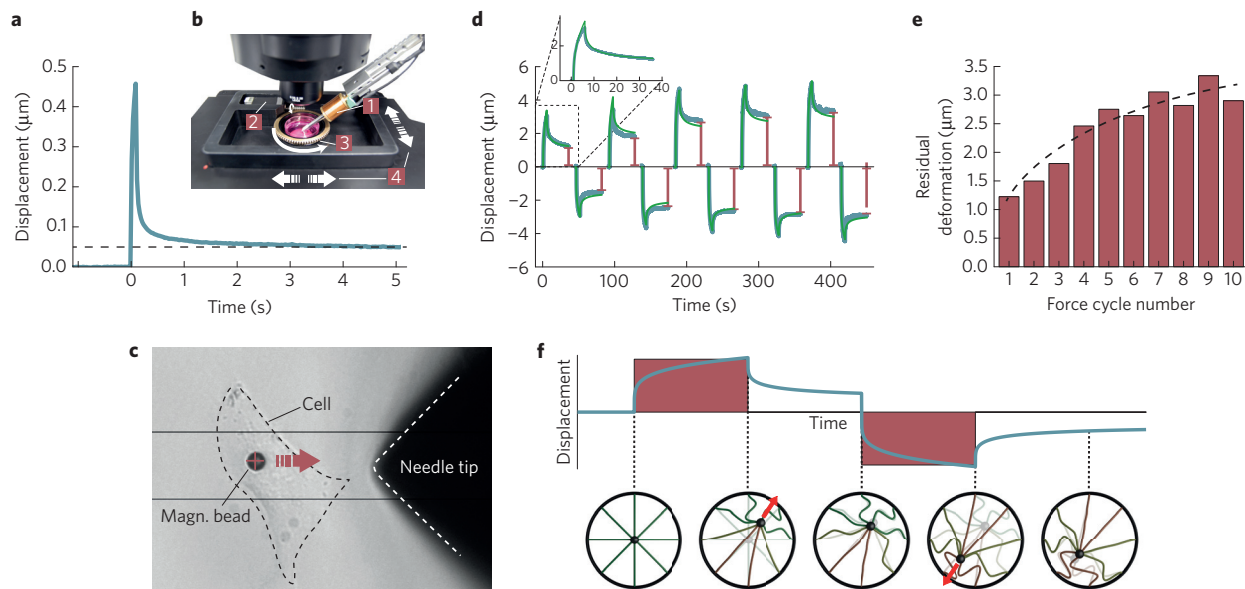 a
Displacement (μm)
0.5
0.4
0.3
0.2
0.1
0.0
0
1
2
3
4
5
Time (s)
b
1
2
3
4
c
Cell
Needle tip
Magn. bead
d
2
0
0
10
20
30
40
Displacement (μm)
6
4
2
0
−2
−4
−6
0
100
200
300
400
Time (s)
e
Residual
deformation (μm)
3.5
3.0
2.5
2.0
1.5
1.0
0.5
0.0
1 2 3 4 5 6 7 8 9 10
Force cycle number
f
Displacement
Time